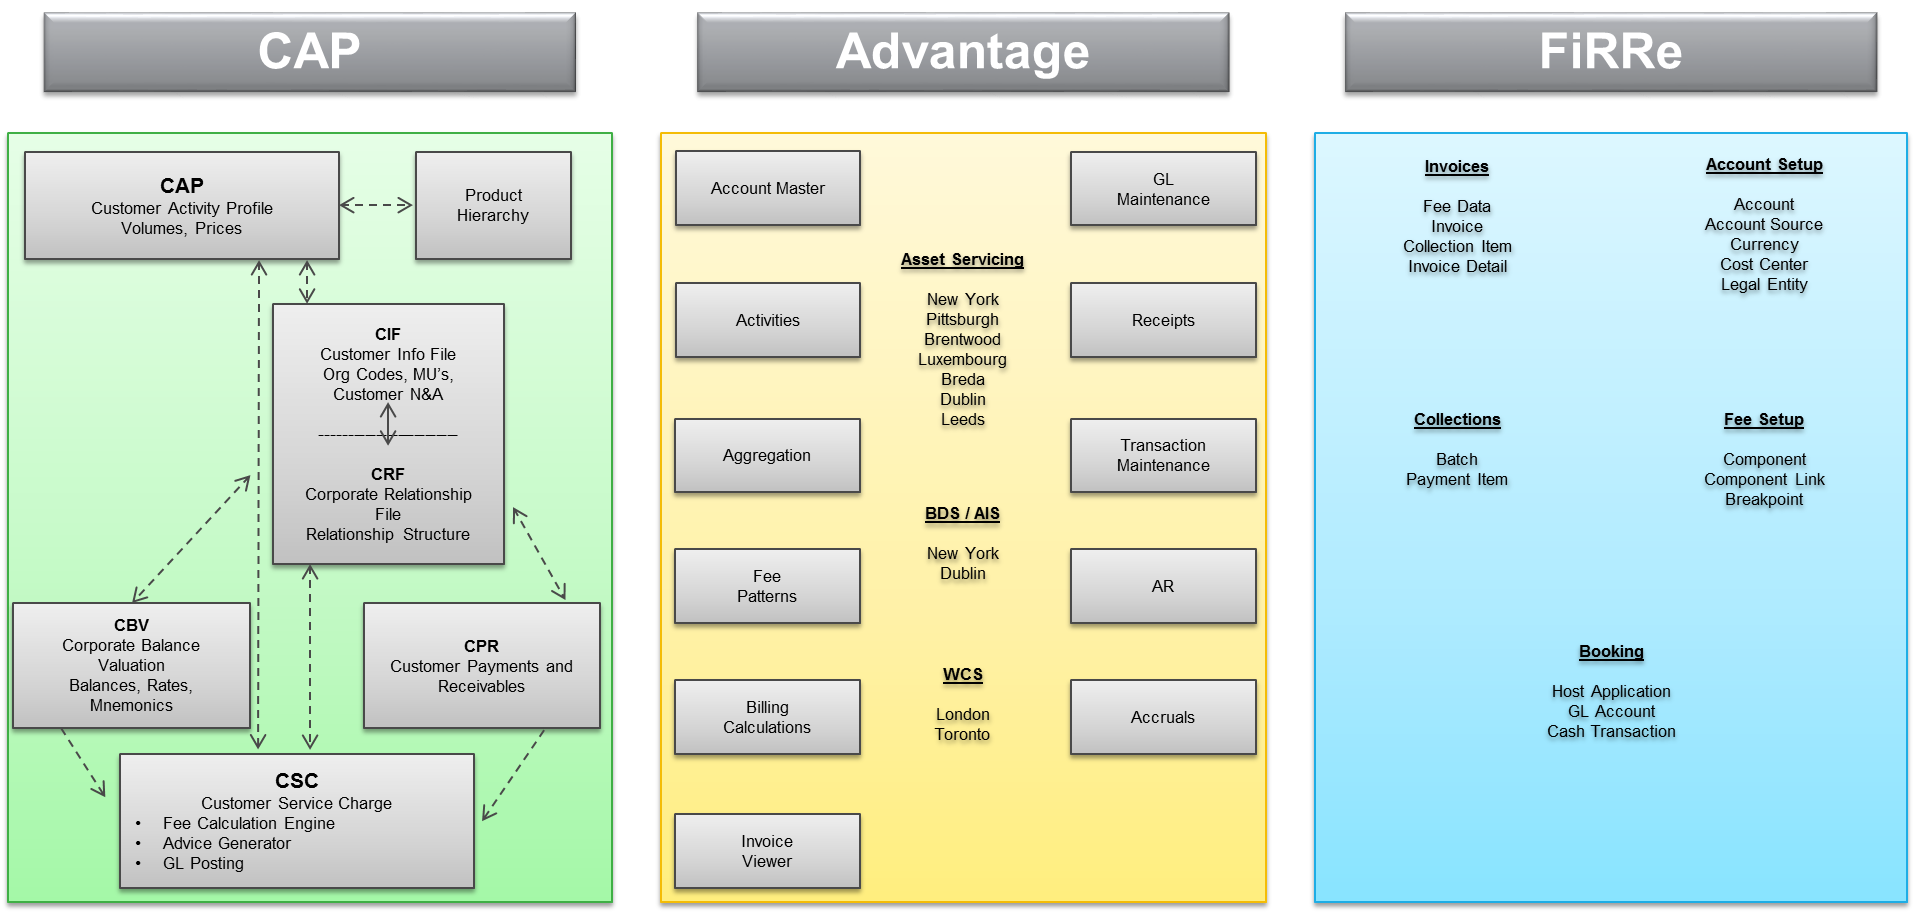 CAP
Advantage
FiRRe
CAP
Customer Activity Profile
Volumes, Prices
Product
Hierarchy
CIF
Customer Info File
Org Codes, MU's,
Customer N&A
-----------------------------
CRF
Corporate Relationship
File
Relationship Structure
CBV
Corporate Balance
Valuation
Balances, Rates,
Mnemonics
CPR
Customer Payments and
Receivables
CSC
Customer Service Charge
• Fee Calculation Engine
• Advice Generator
• GL Posting
Account Master
Activities
Aggregation
Fee
Patterns
Billing
Calculations
Invoice
Viewer
Asset Servicing
New York
Pittsburgh
Brentwood
Luxembourg
Breda
Dublin
Leeds
BDS / AIS
New York
Dublin
WCS
London
Toronto
GL
Maintenance
Receipts
Transaction
Maintenance
AR
Accruals
Invoices
Fee Data
Invoice
Collection Item
Invoice Detail
Account Setup
Account
Account Source
Currency
Cost Center
Legal Entity
Collections
Batch
Payment Item
Fee Setup
Component
Component Link
Breakpoint
Booking
Host Application
GL Account
Cash Transaction